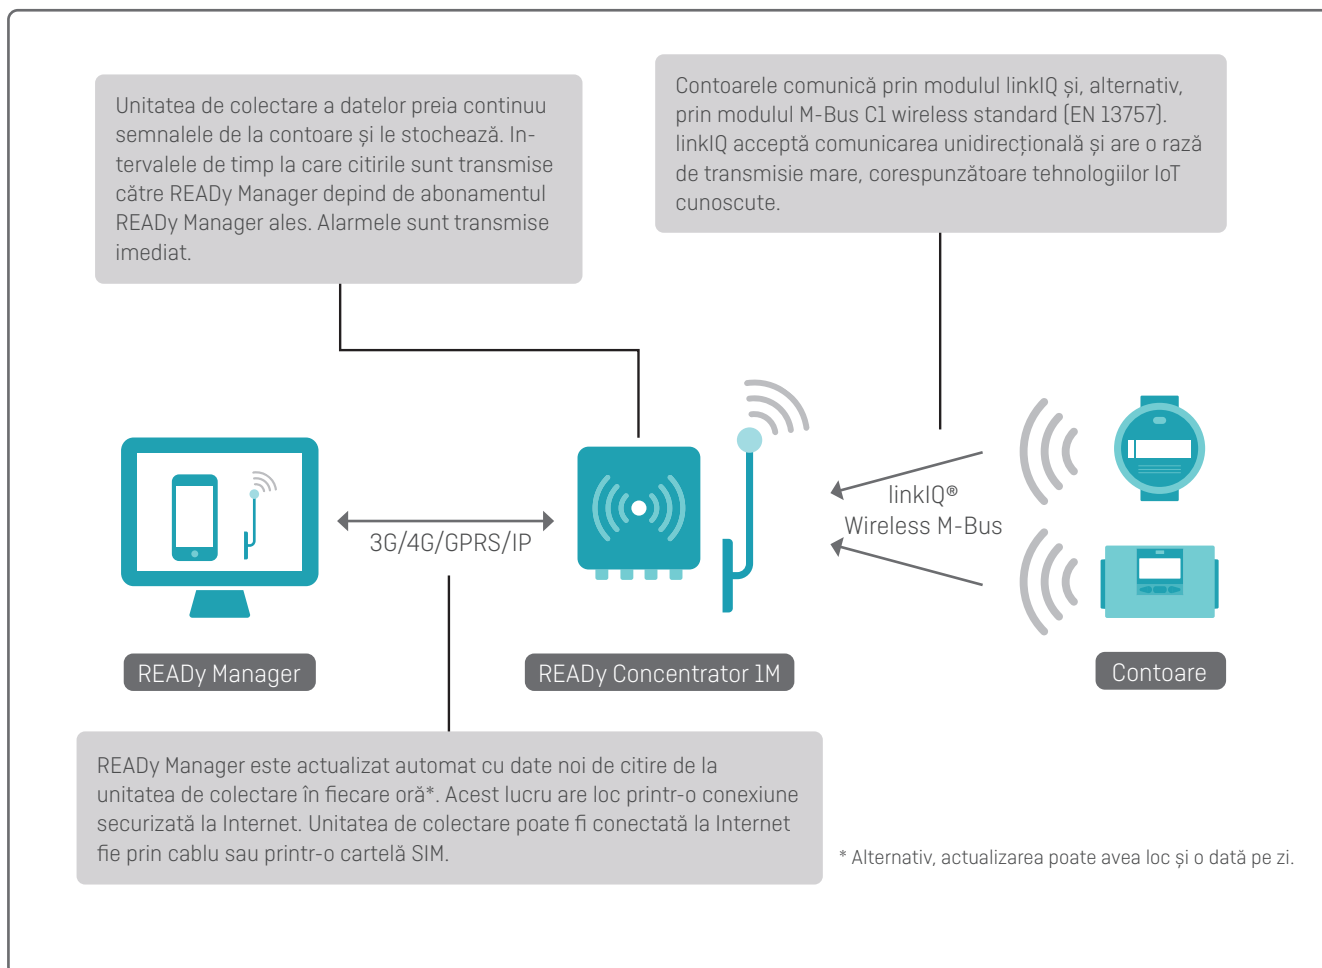 Unitatea de colectare a datelor preia continuu
semnalele de la contoare și le stochează. In-
tervalele de timp la care citirile sunt transmise
către READy Manager depind de abonamentul
READy Manager ales. Alarmele sunt transmise
imediat.
Contoarele comunică prin modulul linkIQ și, alternativ,
prin modulul M-Bus C1 wireless standard (EN 13757).
linkIQ acceptă comunicarea unidirecțională și are o rază
de transmisie mare, corespunzătoare tehnologiilor IoT
cunoscute.
3G/4G/GPRS/IP
linkIQ®
Wireless M-Bus
READy Manager
READy Concentrator 1M
Contoare
READy Manager este actualizat automat cu date noi de citire de la
unitatea de colectare în fiecare oră*. Acest lucru are loc printr-o conexiune
securizată la Internet. Unitatea de colectare poate fi conectată la Internet
fie prin cablu sau printr-o cartelă SIM.
* Alternativ, actualizarea poate avea loc și o dată pe zi.